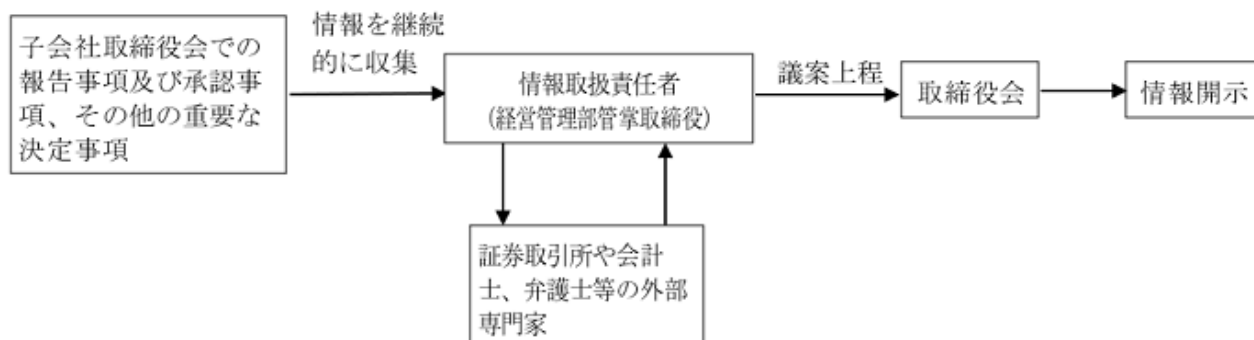 子会社取締役会での
報告事項及び承認事
項、その他の重要な
決定事項
情報を継続
的に収集
情報取扱責任者
(経営管理部管掌取締役)
議案上程
取締役会
情報開示
証券取引所や会計
士、弁護士等の外部
専門家